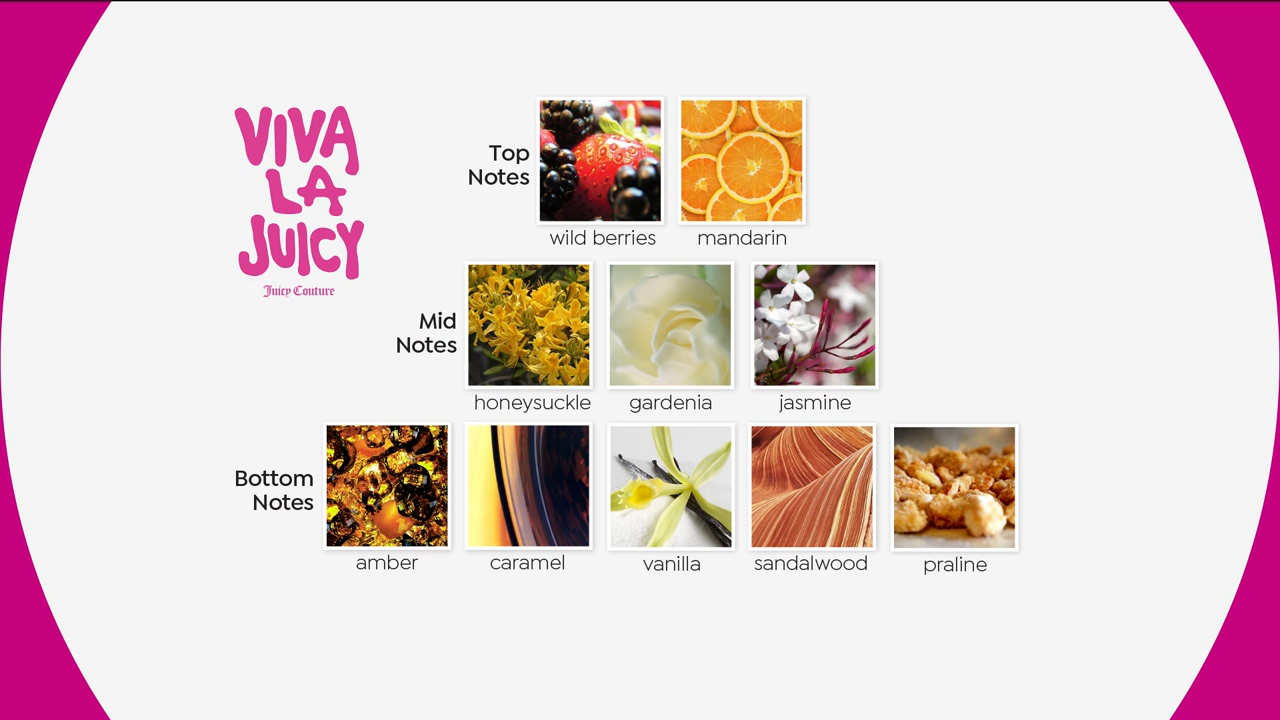 VIVA
LA
JUICY
Juicy Couture
Top
Notes
wild berries
mandarin
Mid
Notes
honeysuckle
gardenia
jasmine
Bottom
Notes
amber
caramel
vanilla
sandalwood
praline